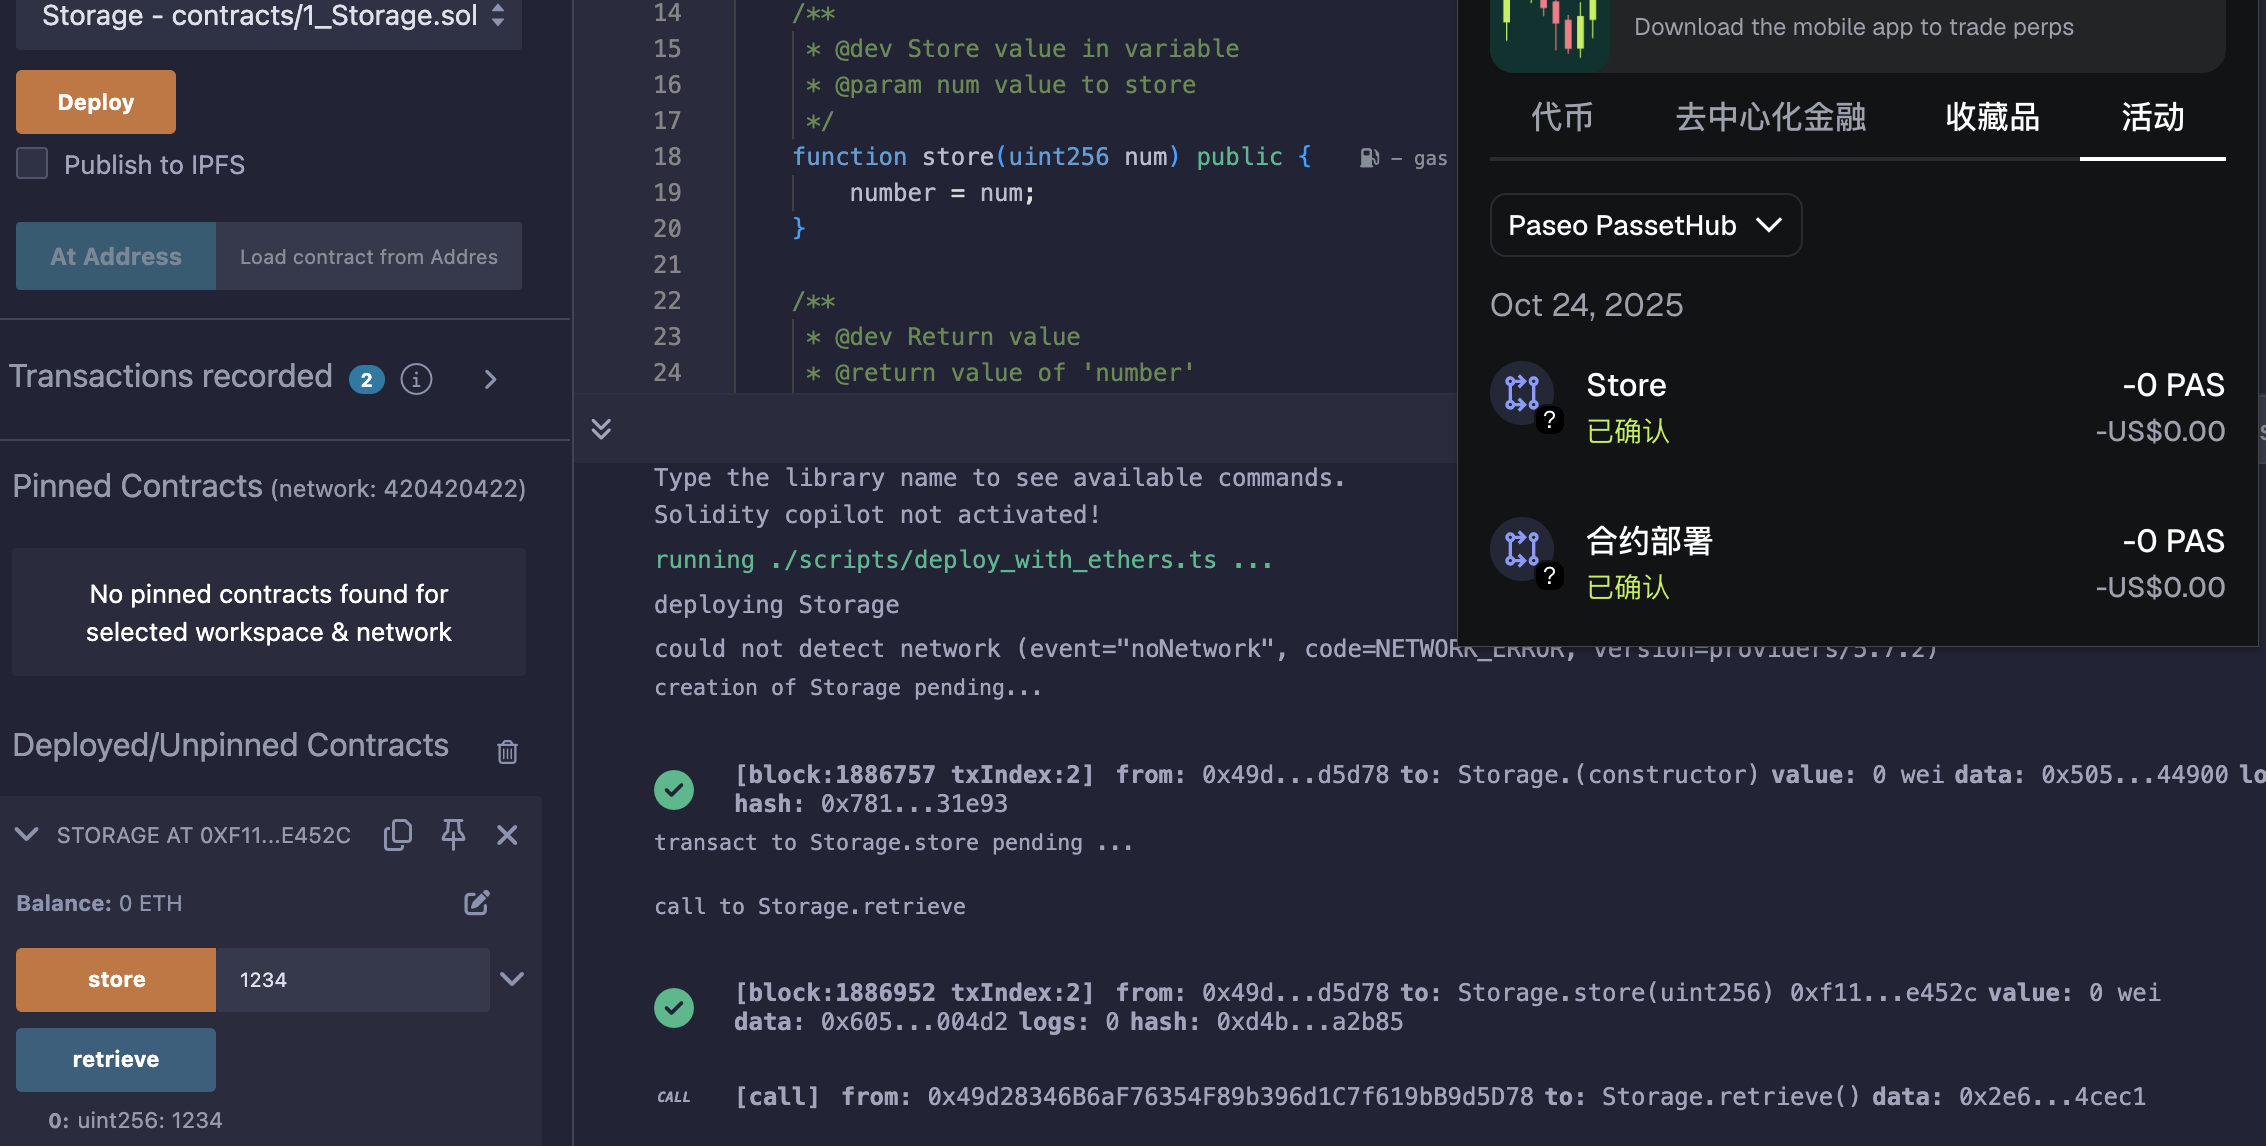 Storage - contracts/1_Storage.sol
Deploy
Publish to IPFS
At Address
Load contract from Addres
Transactions recorded 2 i
Pinned Contracts (network: 420420422)
No pinned contracts found for
selected workspace & network
Deployed/Unpinned Contracts
STORAGE AT 0XF11...E452C
Balance: 0 ETH
store
1234
retrieve
0: uint256: 1234
14 /**
15 * @dev Store value in variable
16 * @param num value to store
17 */
18 function store(uint256 num) public { – gas
19 number = num;
20 }
21
22 /**
23 * @dev Return value
24 * @return value of 'number'
Type the library name to see available commands.
Solidity copilot not activated!
running ./scripts/deploy_with_ethers.ts ...
deploying Storage
could not detect network (event="noNetwork", code=NETWORK_ERROR, version=providers/5.7.2)
creation of Storage pending...
[block:1886757 txIndex:2] from: 0x49d...d5d78 to: Storage.(constructor) value: 0 wei data: 0x505...44900 lo
hash: 0x781...31e93
transact to Storage.store pending ...
call to Storage.retrieve
[block:1886952 txIndex:2] from: 0x49d...d5d78 to: Storage.store(uint256) 0xf11...e452c value: 0 wei
data: 0x605...004d2 logs: 0 hash: 0xd4b...a2b85
CALL
[call] from: 0x49d28346B6aF76354F89b396d1C7f619bB9d5D78 to: Storage.retrieve() data: 0x2e6...4cec1
Download the mobile app to trade perps
代币 去中心化金融 收藏品 活动
Paseo PassetHub
Oct 24, 2025
Store -0 PAS
? 已确认 -US$0.00
合约部署 -0 PAS
? 已确认 -US$0.00